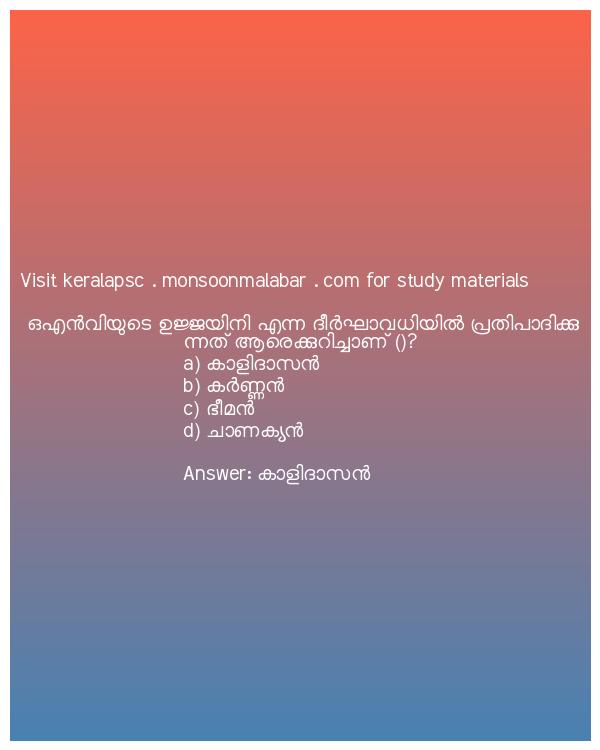 Visit keralapsc . monsoonmalabar . com for study materials
ഒഎൻവിയുടെ ഉജ്ജയിനി എന്ന ദീർഘാവധിയിൽ പ്രതിപാദിക്കു
ന്നത് ആരെക്കുറിച്ചാണ് ()?
a) കാളിദാസൻ
b) കർണ്ണൻ
c) ഭീമൻ
d) ചാണക്യൻ
Answer: കാളിദാസൻ